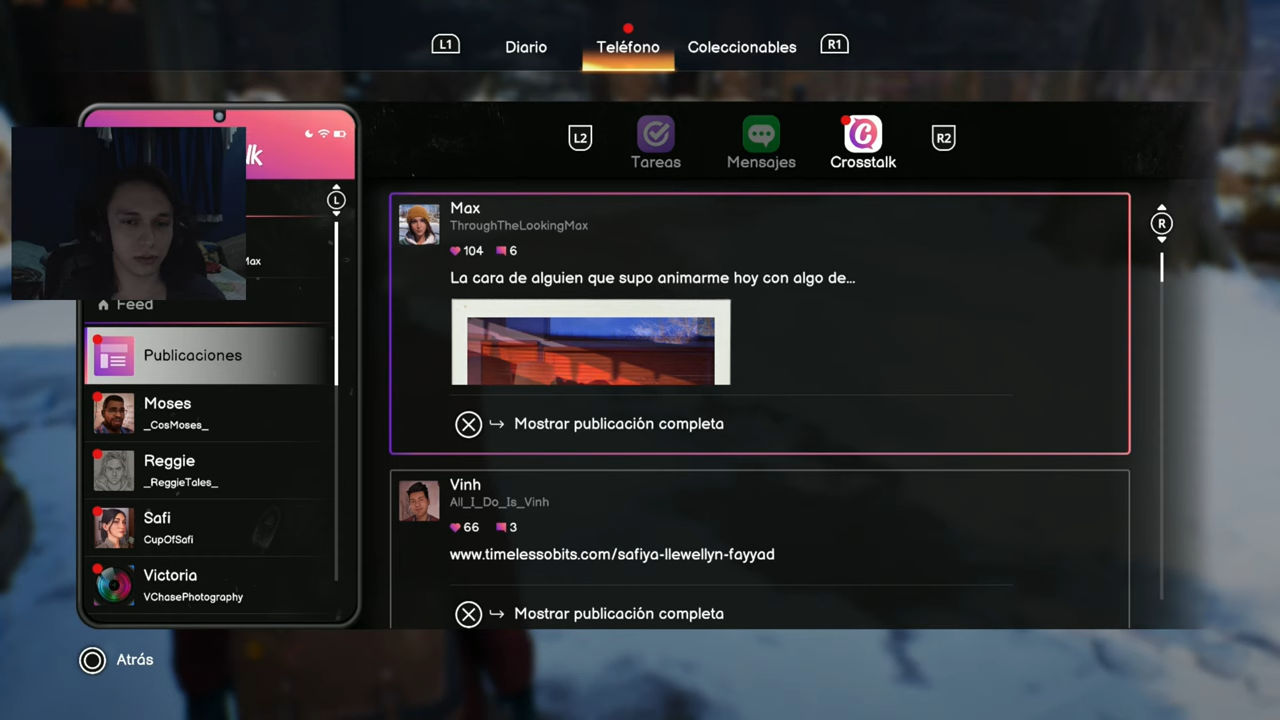 L1
Diario
Teléfono
Coleccionables
R1
L2
Tareas
Mensajes
Crosstalk
R2
lk
L
Max
Feed
Publicaciones
Moses
_CosMoses_
Reggie
_ReggieTales_
Safi
CupOfSafi
Victoria
VChasePhotography
Max
ThroughTheLookingMax
104
6
La cara de alguien que supo animarme hoy con algo de...
Mostrar publicación completa
R
Vinh
All_I_Do_Is_Vinh
66
3
www.timelessobits.com/safiya-llewellyn-fayyad
Mostrar publicación completa
Atrás